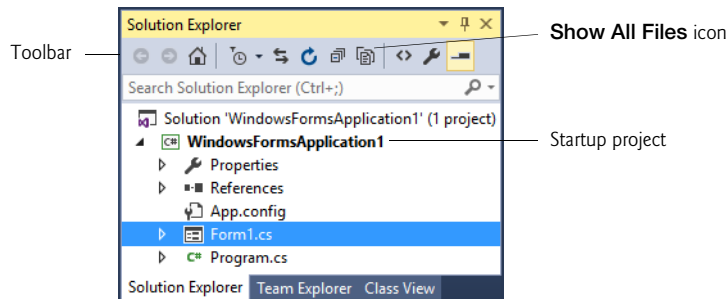 Solution Explorer
Show All Files icon
Toolbar
Search Solution Explorer (Ctrl+;)
Solution 'WindowsFormsApplication1' (1 project)
C# WindowsFormsApplication1
Startup project
Properties
References
App.config
Form1.cs
C# Program.cs
Solution Explorer Team Explorer Class View